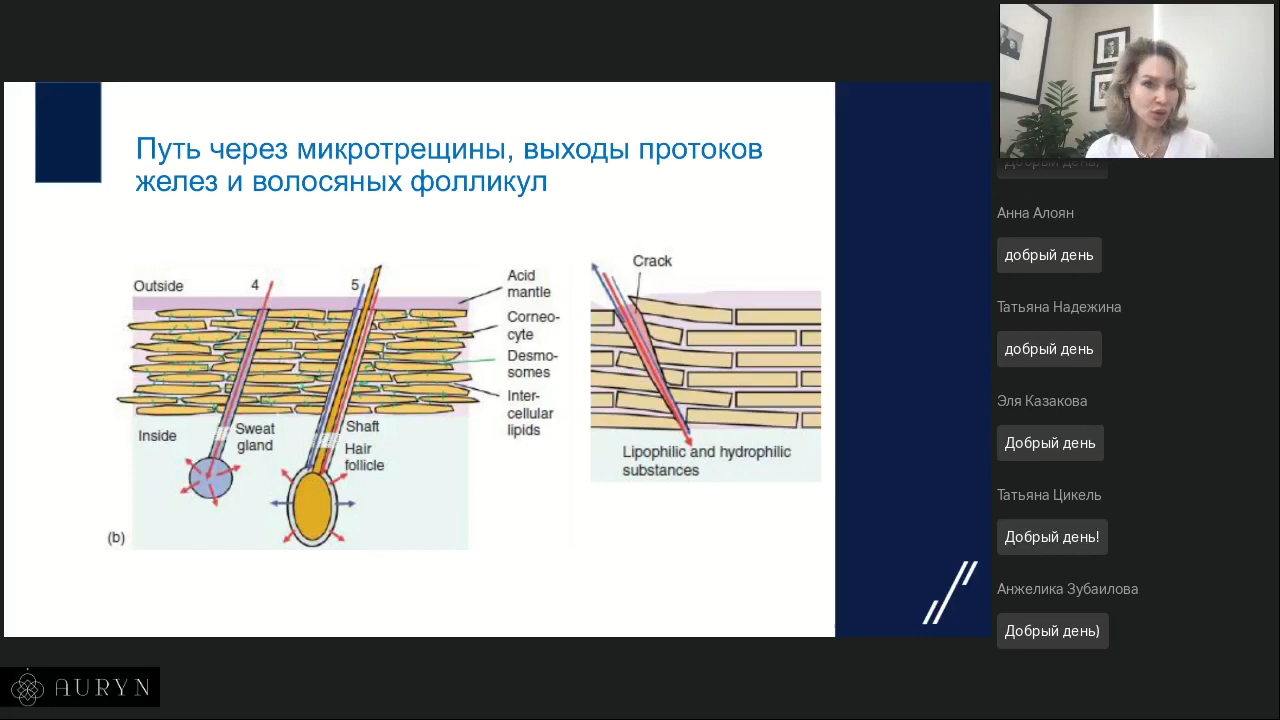 Путь через микротрещины, выходы протоков
желез и волосяных фолликул
Outside
4
5
Acid
mantle
Corneo-
cyte
Desmo-
somes
Inter-
cellular
lipids
Inside
Sweat
gland
Shaft
Hair
follicle
(b)
Crack
Lipophilic and hydrophilic
substances
AURYN
Добрый день,
Анна Алоян
добрый день
Татьяна Надежина
добрый день
Эля Казакова
Добрый день
Татьяна Цикель
Добрый день!
Анжелика Зубаилова
Добрый день)